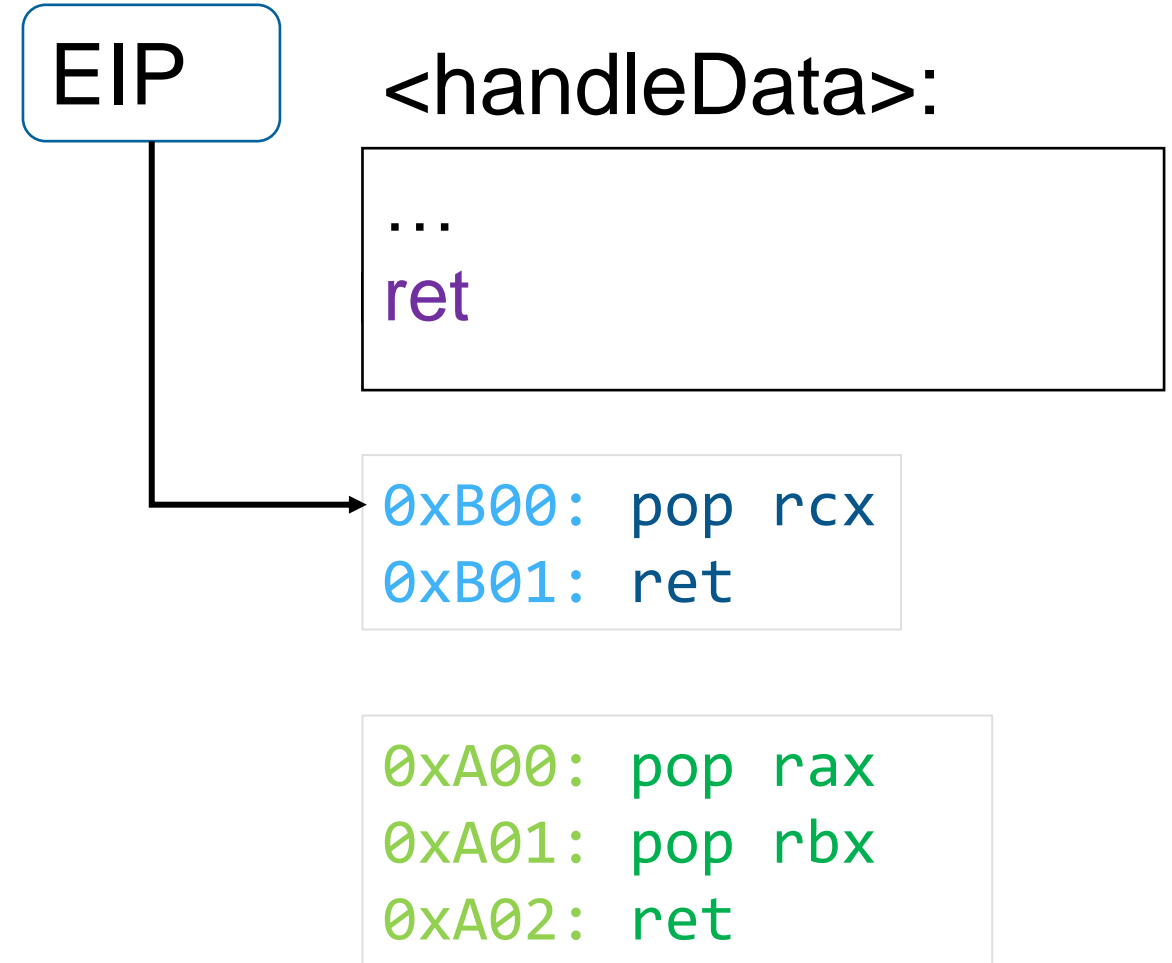 EIP
<handleData>:
…
ret
0xB00: pop rcx
0xB01: ret
0xA00: pop rax
0xA01: pop rbx
0xA02: ret